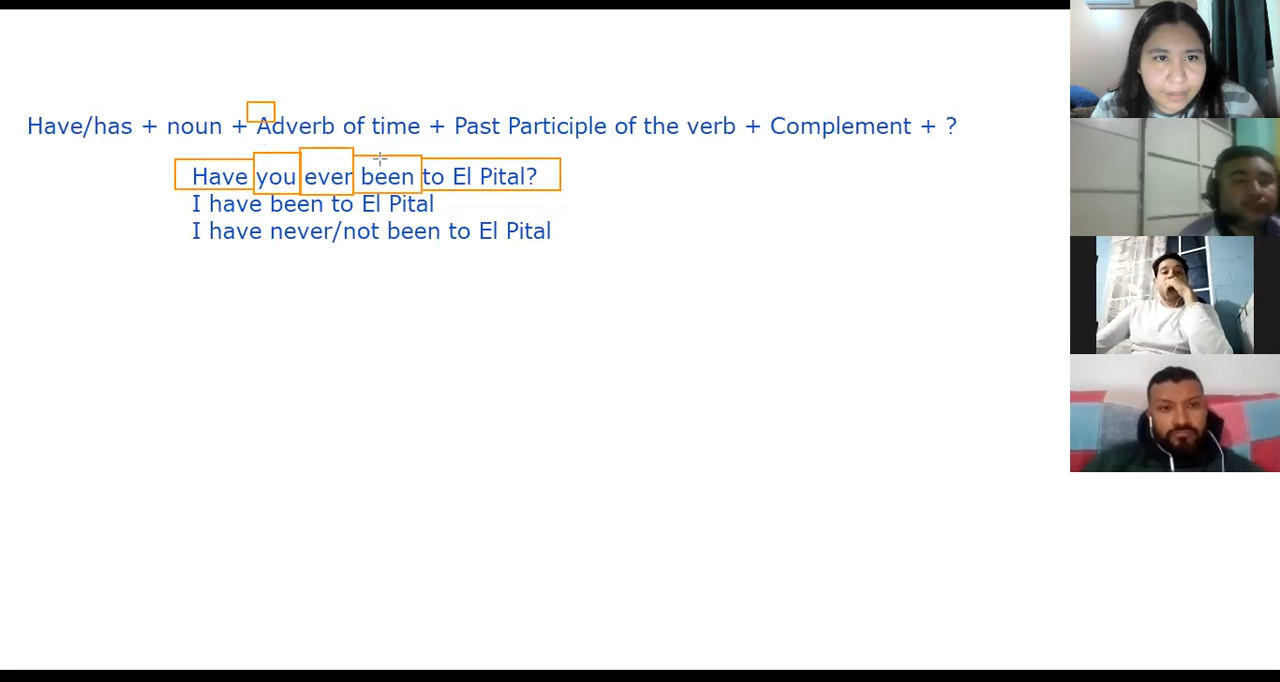 Have/has + noun + Adverb of time + Past Participle of the verb + Complement + ?
Have you ever been to El Pital?
I have been to El Pital
I have never/not been to El Pital